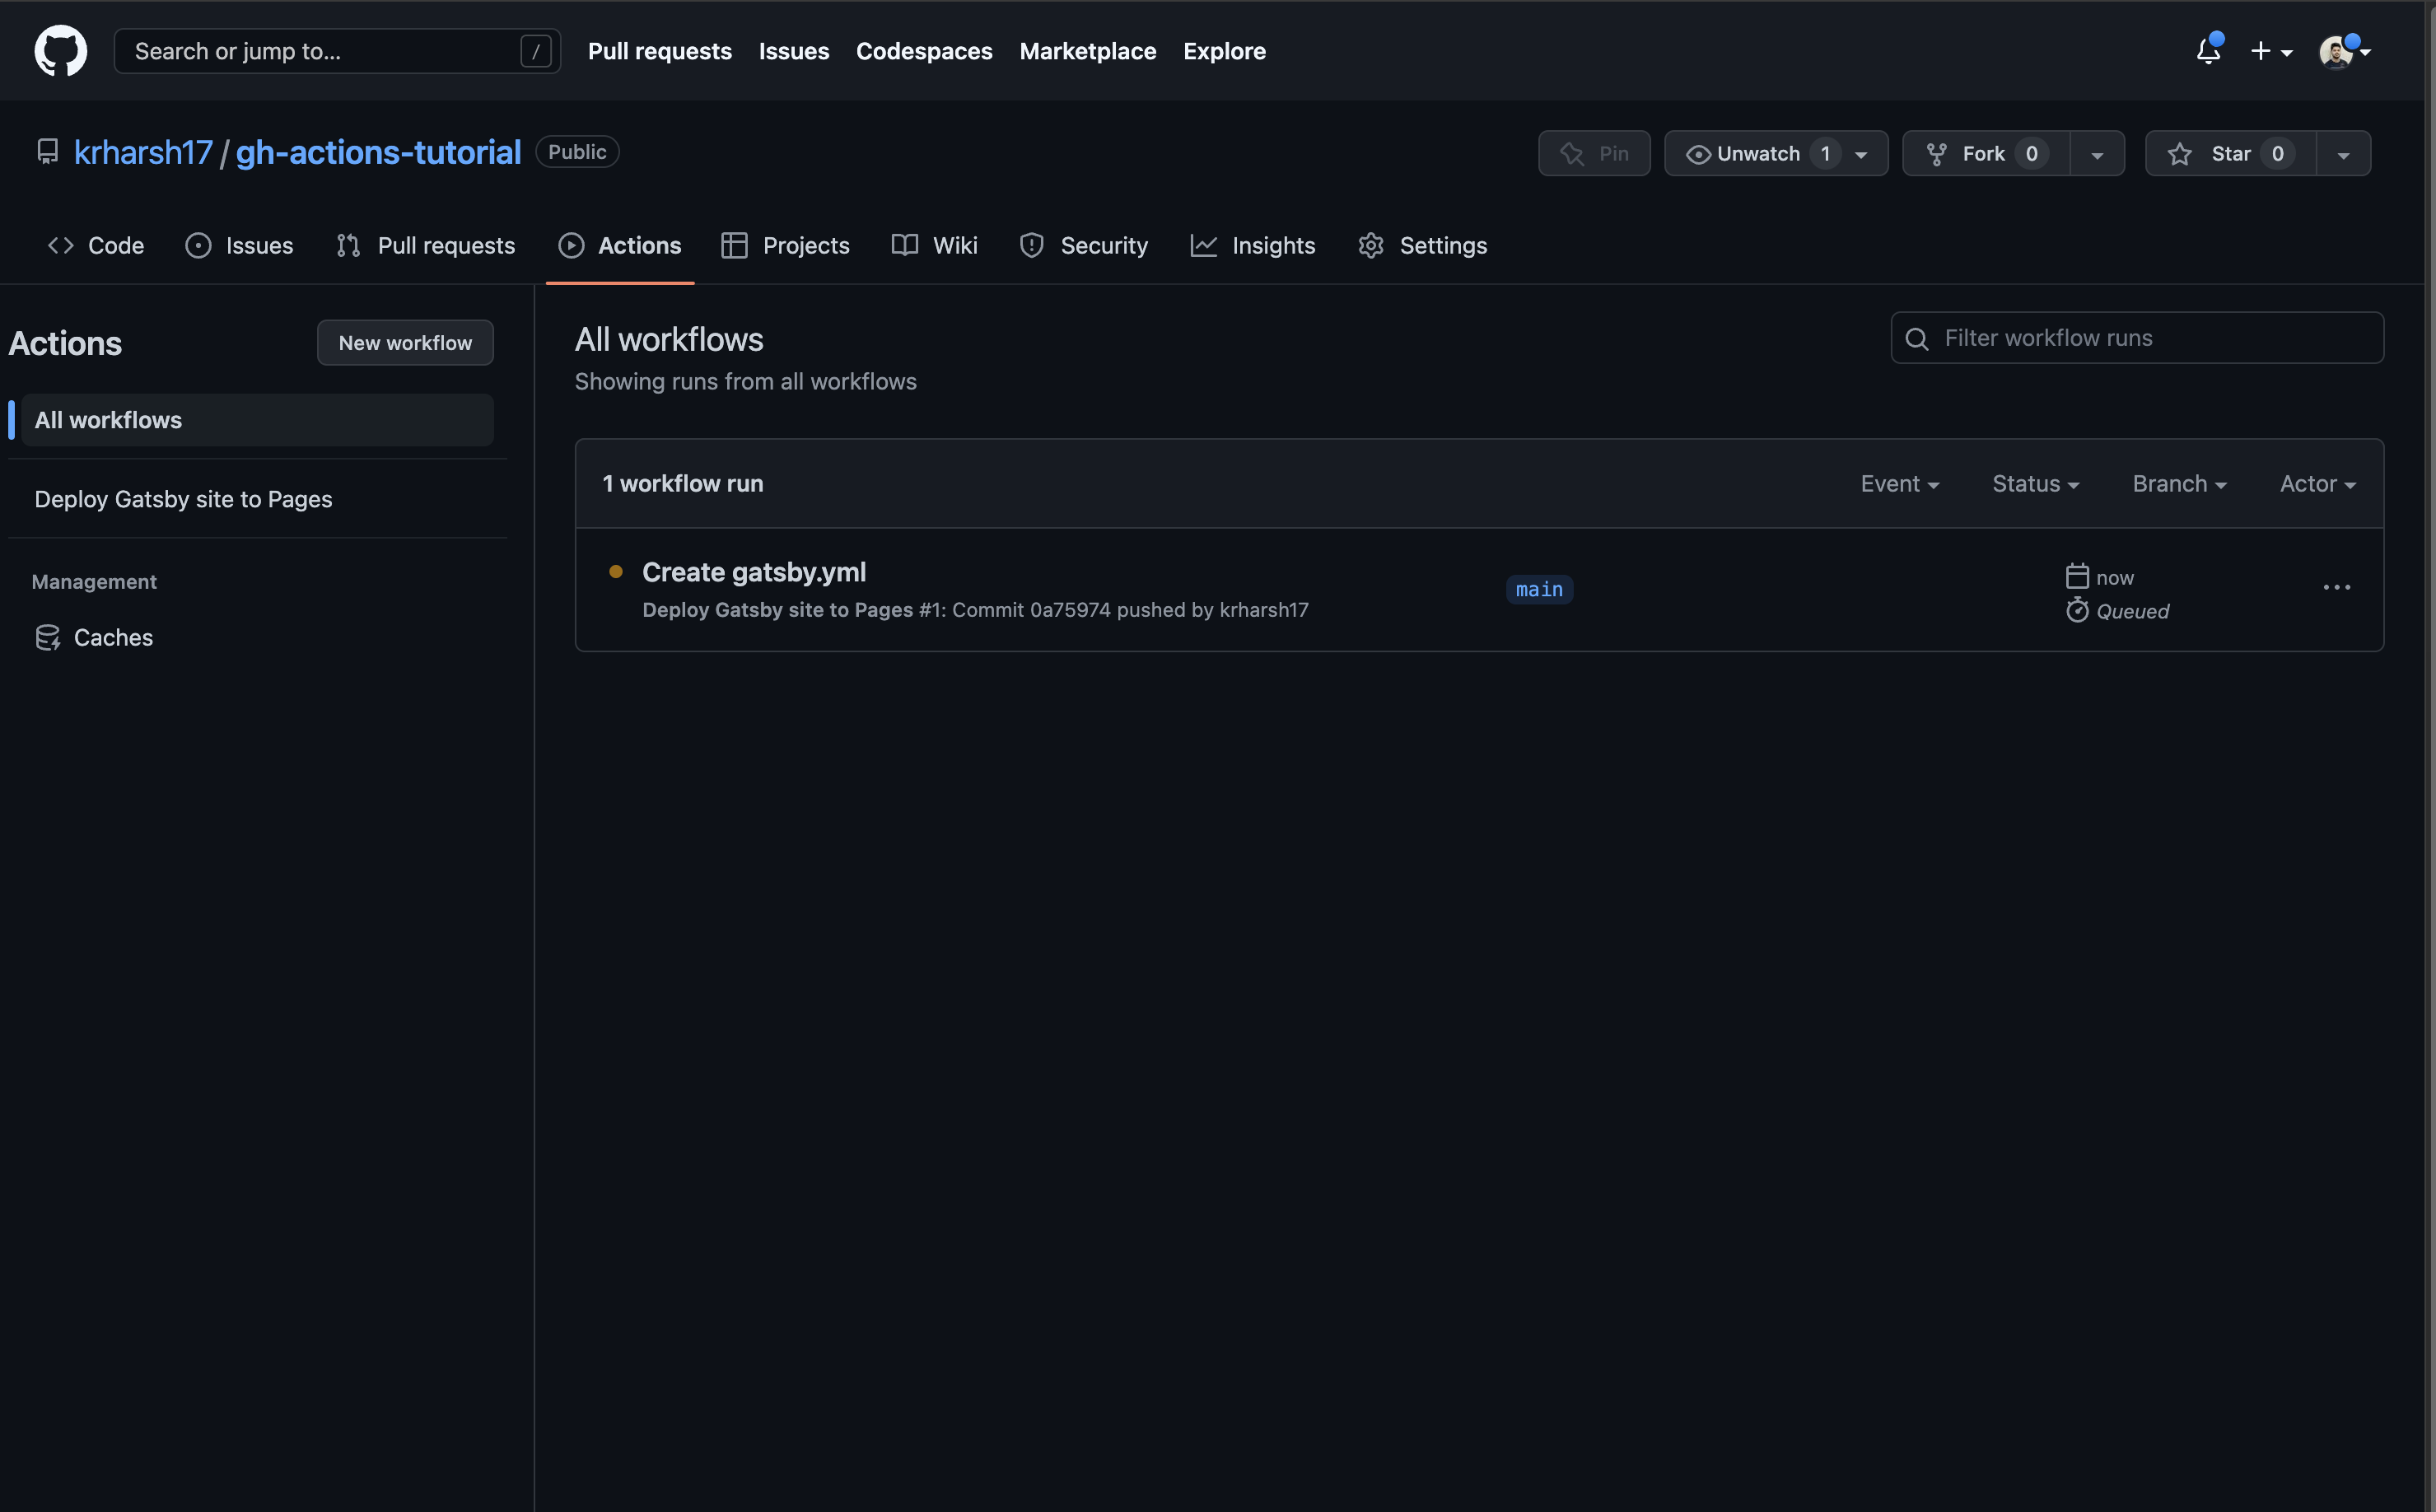 Search or jump to... / Pull requests Issues Codespaces Marketplace Explore
krharsh17 / gh-actions-tutorial Public Pin Unwatch 1 Fork 0 Star 0
Code Issues Pull requests Actions Projects Wiki Security Insights Settings
Actions New workflow
All workflows
Deploy Gatsby site to Pages
Management
Caches
All workflows
Showing runs from all workflows
Filter workflow runs
1 workflow run Event Status Branch Actor
Create gatsby.yml
Deploy Gatsby site to Pages #1: Commit 0a75974 pushed by krharsh17
main
now
Queued